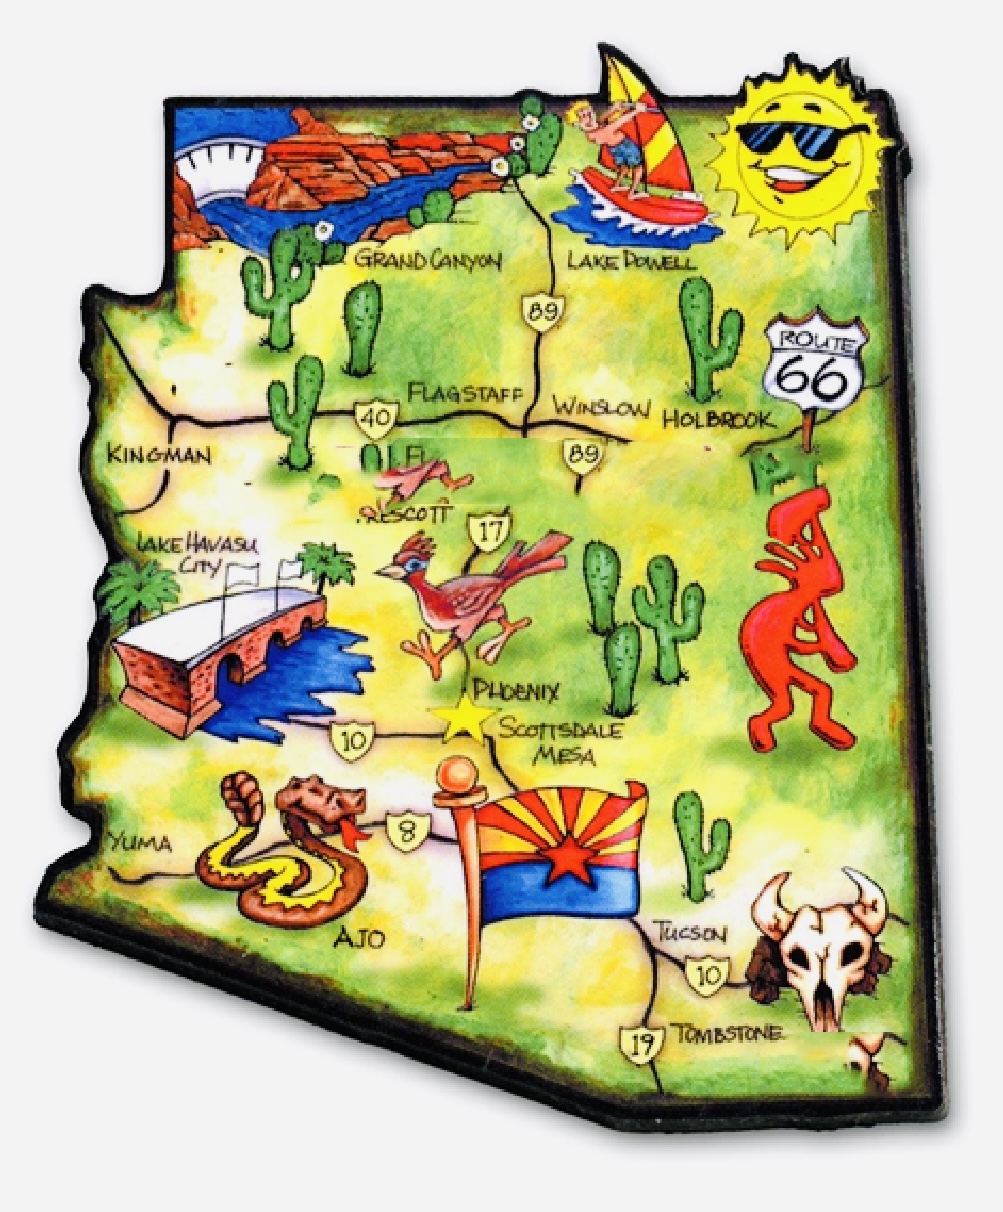 GRAND CANYON
LAKE POWELL
89
ROUTE
66
FLAGSTAFF
WINSLOW
HOLBROOK
40
KINGMAN
89
17
LAKE HAVASU
CITY
PHOENIX
SCOTTSDALE
MESA
10
8
YUMA
AJO
TUCSON
10
19
TOMBSTONE